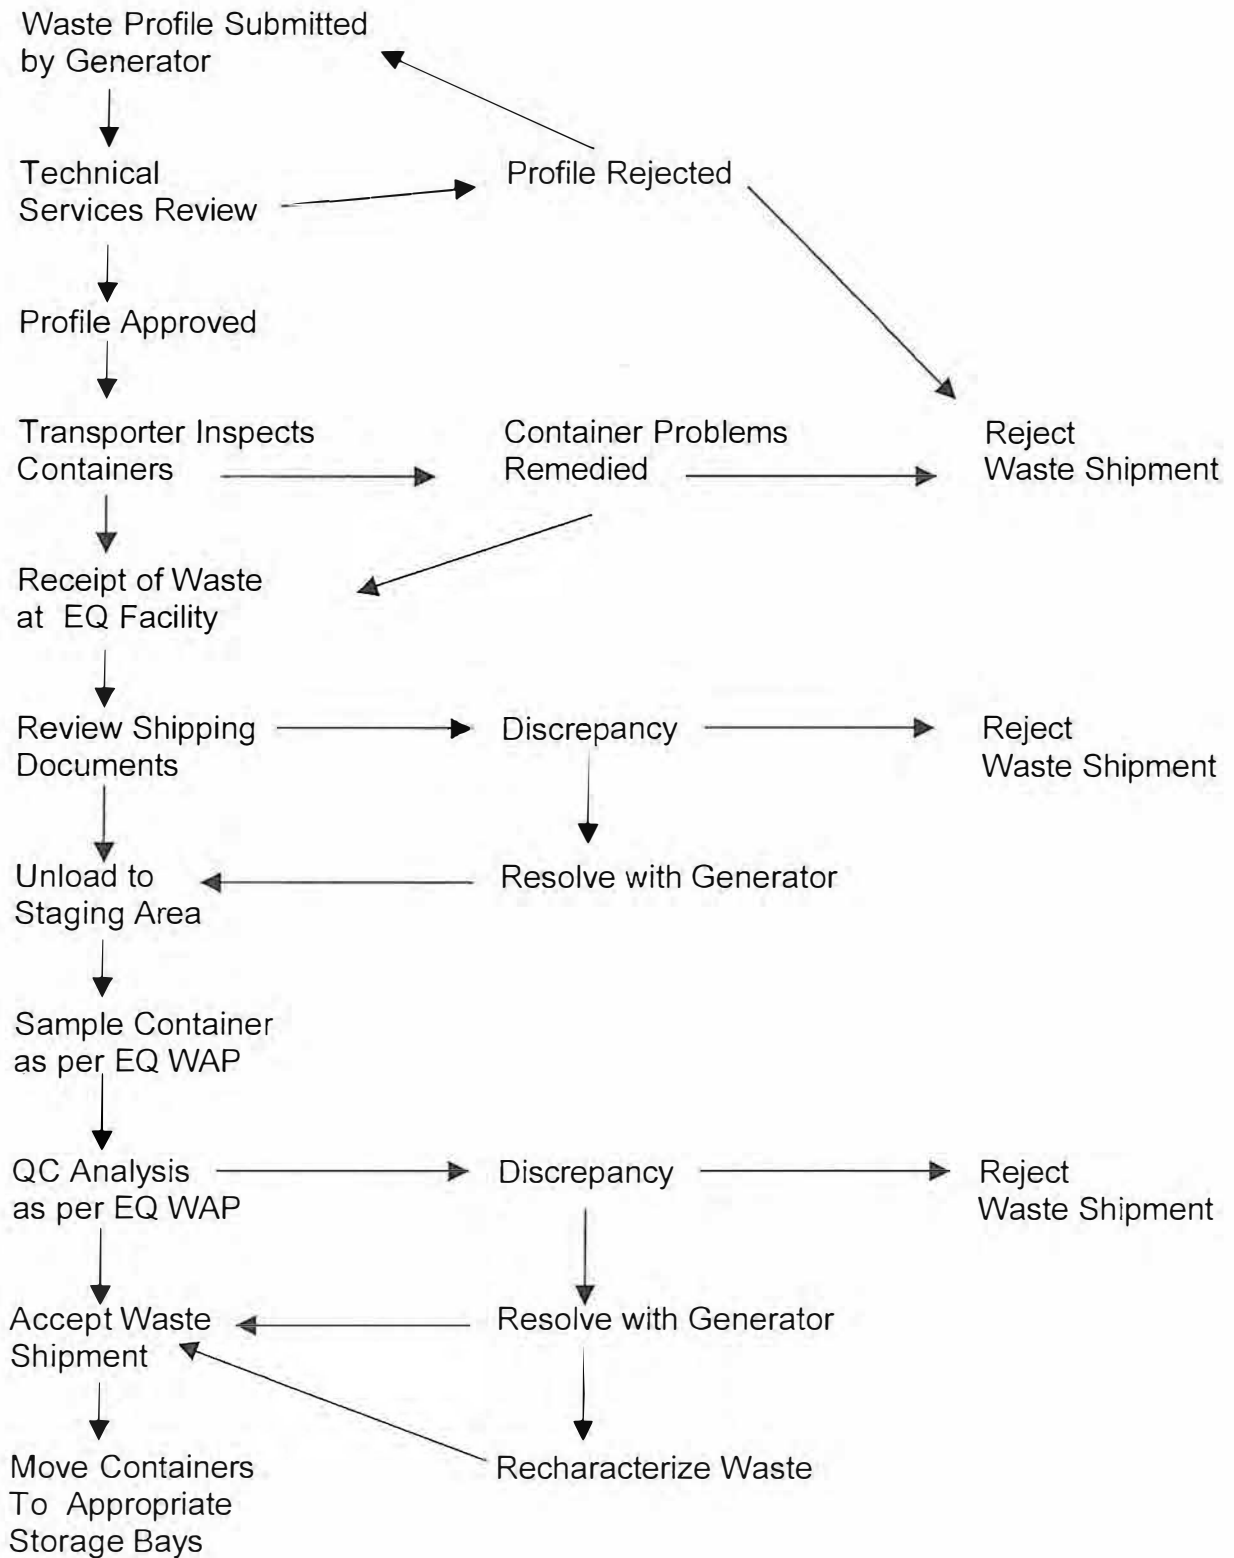 Waste Profile Submitted
by Generator
Technical
Services Review
Profile Rejected
Profile Approved
Transporter Inspects
Containers
Container Problems
Remedied
Reject
Waste Shipment
Receipt of Waste
at EQ Facility
Review Shipping
Documents
Discrepancy
Reject
Waste Shipment
Unload to
Staging Area
Resolve with Generator
Sample Container
as per EQ WAP
QC Analysis
as per EQ WAP
Discrepancy
Reject
Waste Shipment
Accept Waste
Shipment
Resolve with Generator
Move Containers
To Appropriate
Storage Bays
Recharacterize Waste